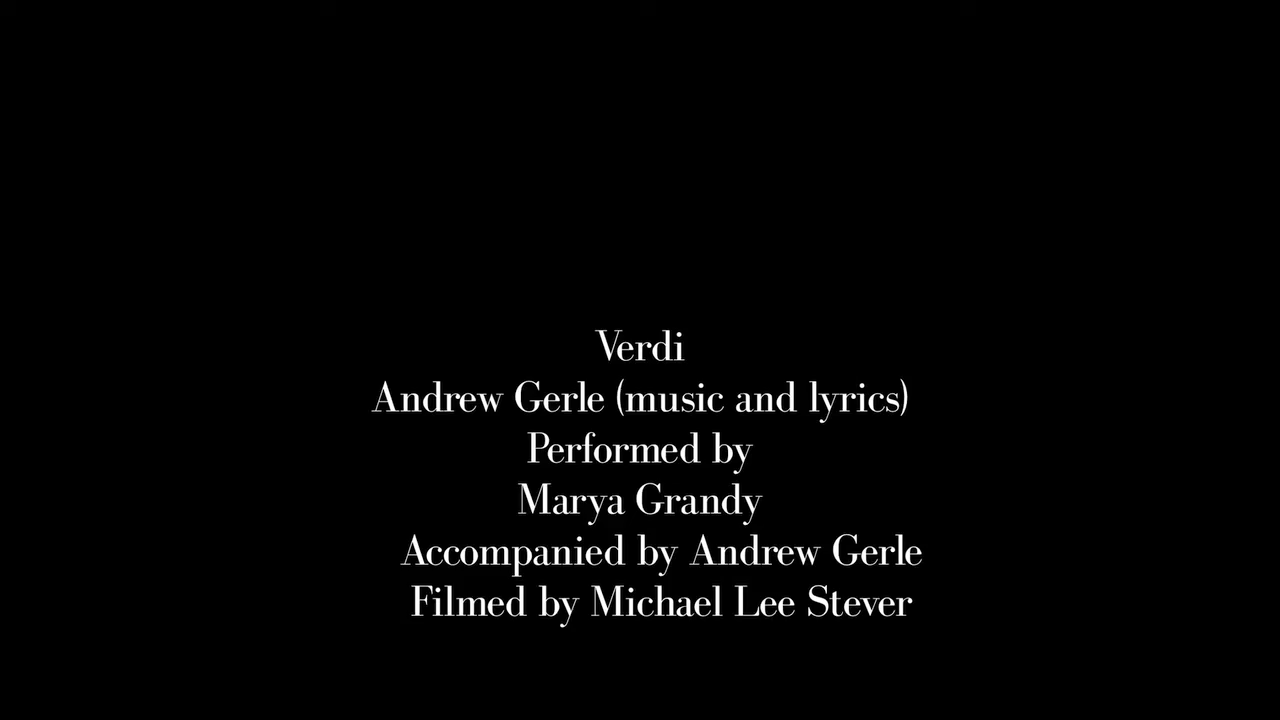 Verdi
Andrew Gerle (music and lyrics)
Performed by
Marya Grandy
Accompanied by Andrew Gerle
Filmed by Michael Lee Stever